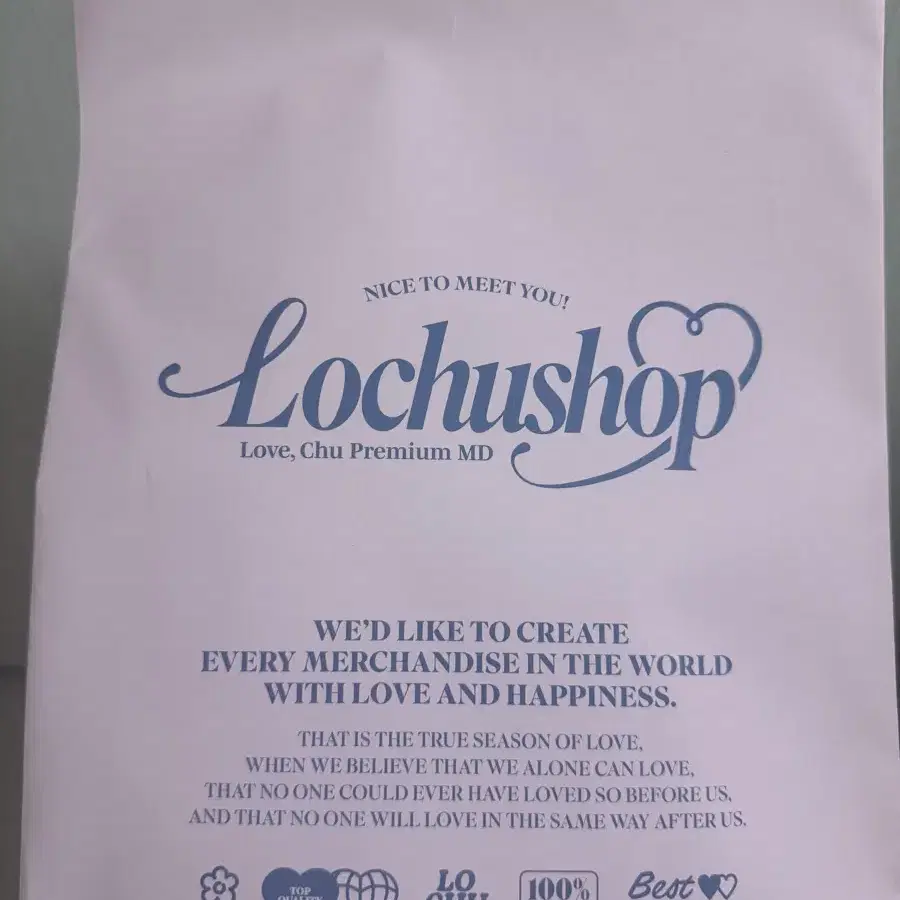 NICE TO MEET YOU!
Lochushop
Love, Chu Premium MD
WE'D LIKE TO CREATE
EVERY MERCHANDISE IN THE WORLD
WITH LOVE AND HAPPINESS.
THAT IS THE TRUE SEASON OF LOVE,
WHEN WE BELIEVE THAT WE ALONE CAN LOVE,
THAT NO ONE COULD EVER HAVE LOVED SO BEFORE US,
AND THAT NO ONE WILL LOVE IN THE SAME WAY AFTER US.
TOP
QUALITY
LO
CHU
100%
Best